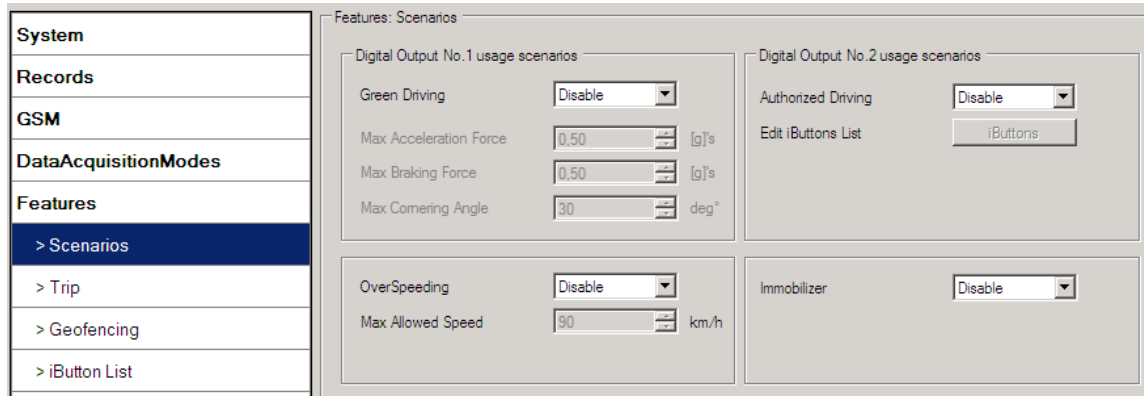 System
Records
GSM
DataAcquisitionModes
Features
> Scenarios
> Trip
> Geofencing
> iButton List
Features: Scenarios
Digital Output No.1 usage scenarios
Green Driving Disable
Max Acceleration Force 0,50 [g]'s
Max Braking Force 0,50 [g]'s
Max Cornering Angle 30 deg°
Digital Output No.2 usage scenarios
Authorized Driving Disable
Edit iButtons List iButtons
OverSpeeding Disable
Max Allowed Speed 90 km/h
Immobilizer Disable